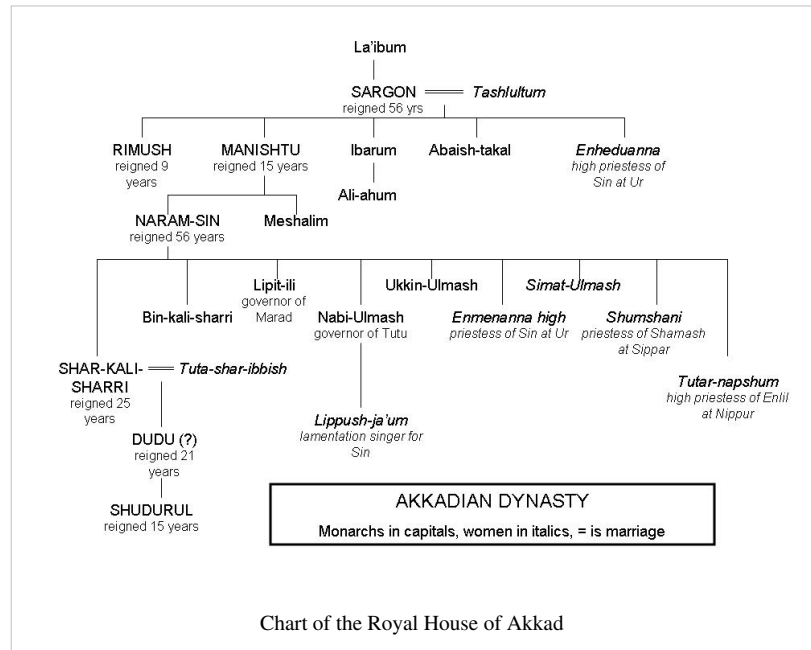 La'ibum
SARGON
reigned 56 yrs
Tashlultum
RIMUSH
reigned 9
years
MANISHTU
reigned 15 years
Ibarum
Ali-ahum
Abaish-takal
Enheduanna
high priestess of
Sin at Ur
NARAM-SIN
reigned 56 years
Meshalim
Bin-kali-sharri
Lipit-ili
governor of
Marad
Nabi-Ulmash
governor of Tutu
Ukkin-Ulmash
Enmenanna high
priestess of Sin at Ur
Simat-Ulmash
Shumshani
priestess of Shamash
at Sippar
Tutar-napshum
high priestess of Enlil
at Nippur
SHAR-KALI-
SHARRI
reigned 25
years
Tuta-shar-ibbish
Lippush-ja'um
lamentation singer for
Sin
DUDU (?)
reigned 21
years
SHUDURUL
reigned 15 years
AKKADIAN DYNASTY
Monarchs in capitals, women in italics, = is marriage
Chart of the Royal House of Akkad